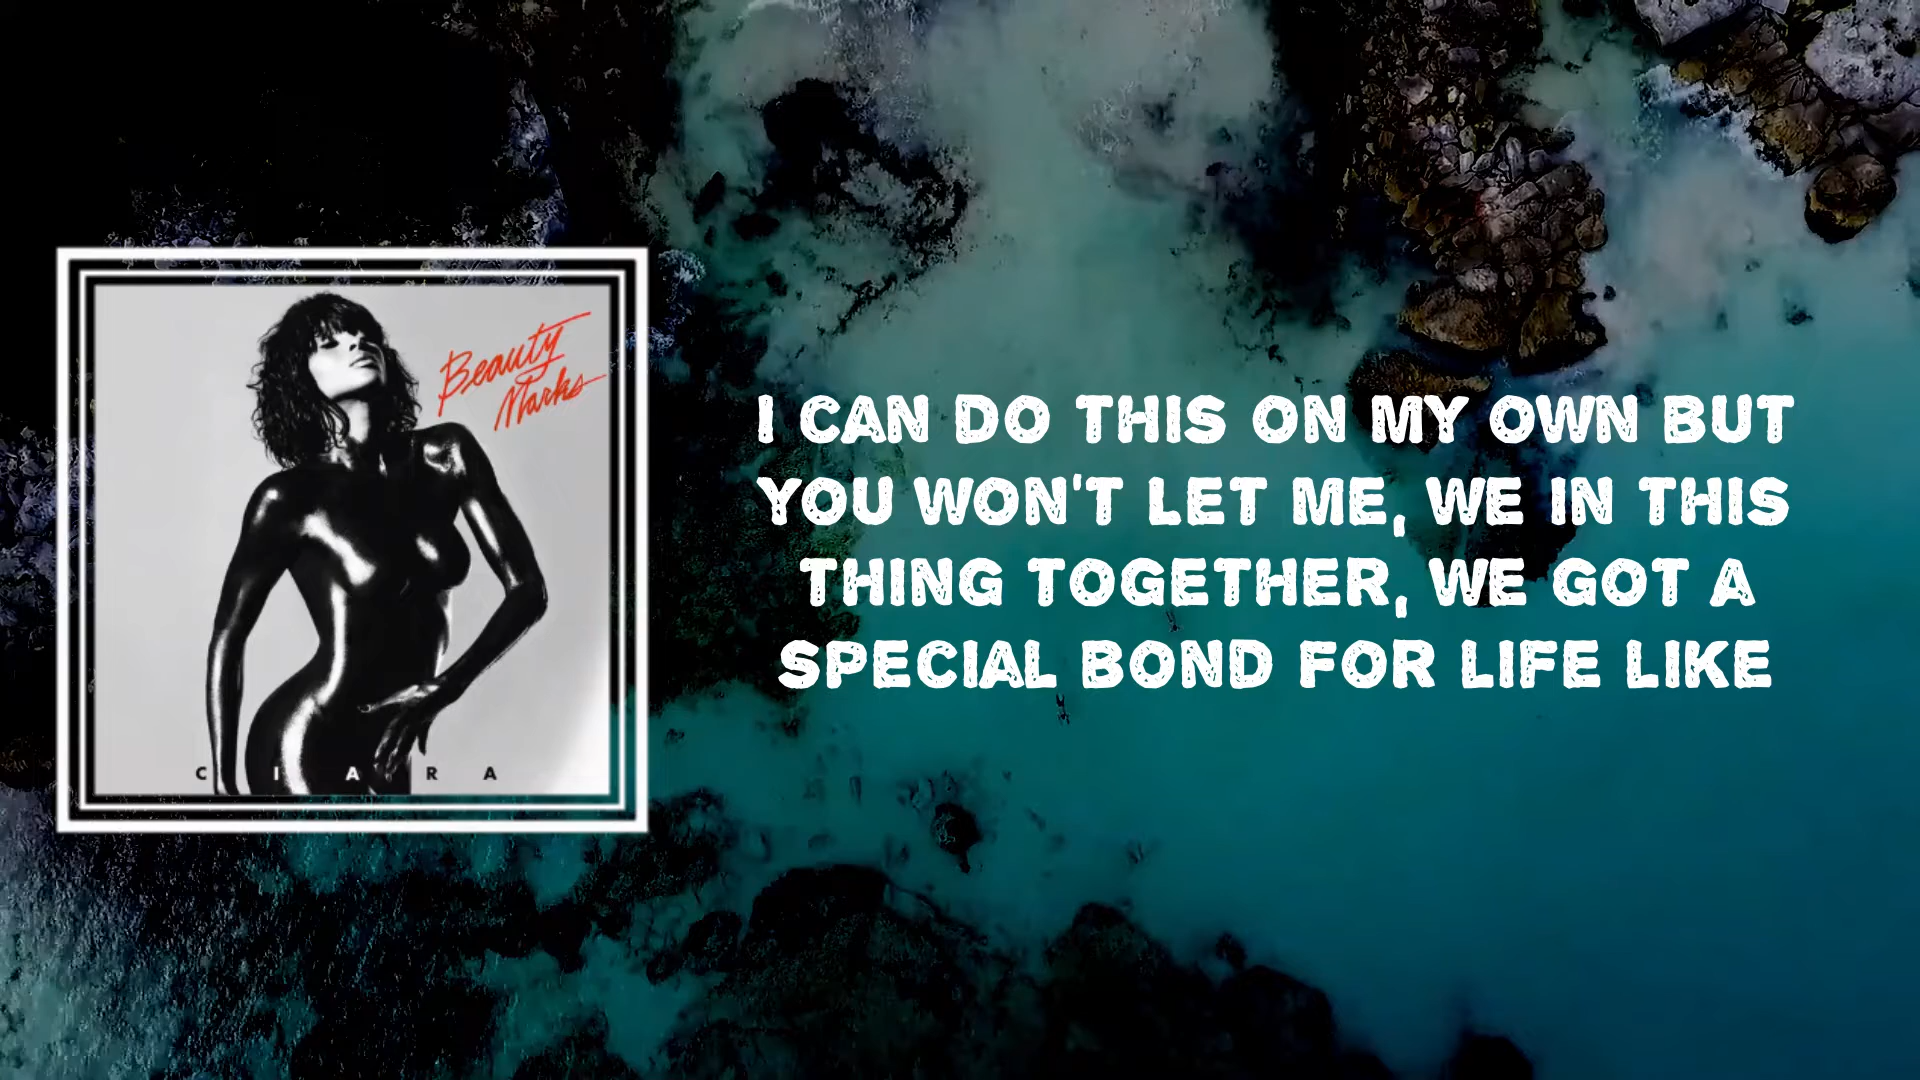 Beauty
Marks
CIARA
I CAN DO THIS ON MY OWN BUT
YOU WON'T LET ME, WE IN THIS
THING TOGETHER, WE GOT A
SPECIAL BOND FOR LIFE LIKE